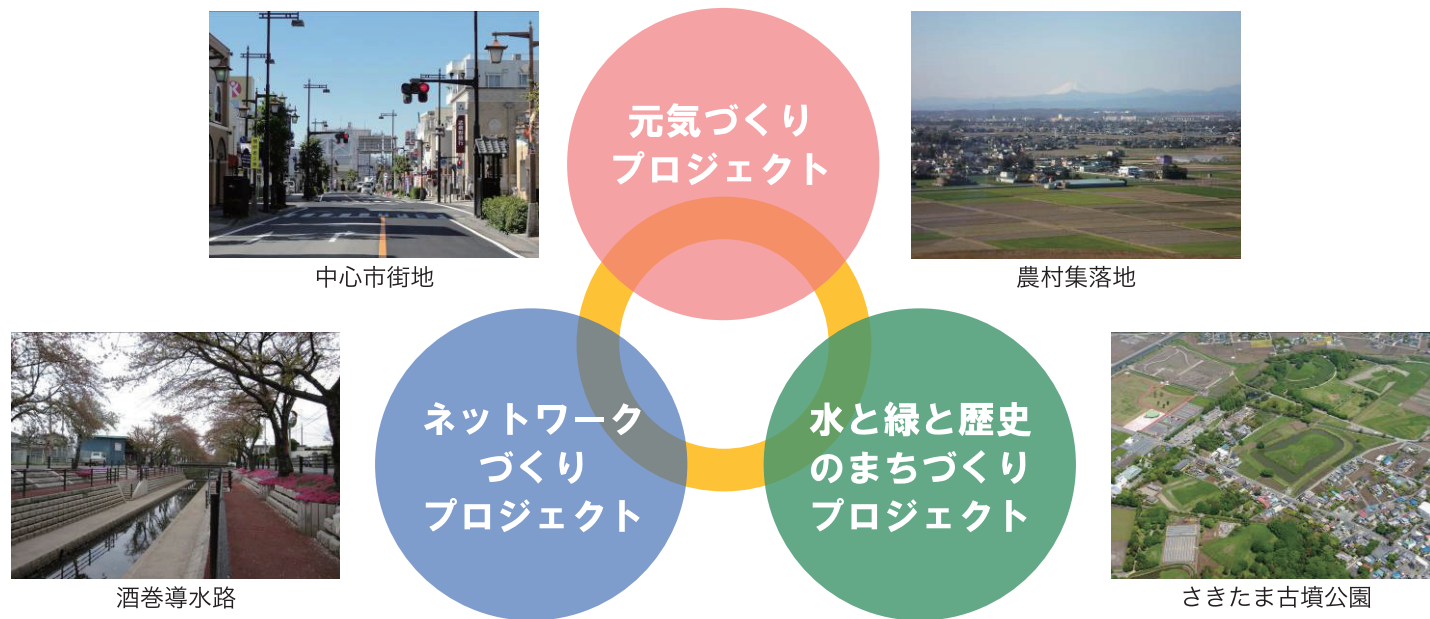 元気づくり
プロジェクト
中心市街地
農村集落地
ネットワーク
づくり
プロジェクト
水と緑と歴史
のまちづくり
プロジェクト
酒巻導水路
さきたま古墳公園